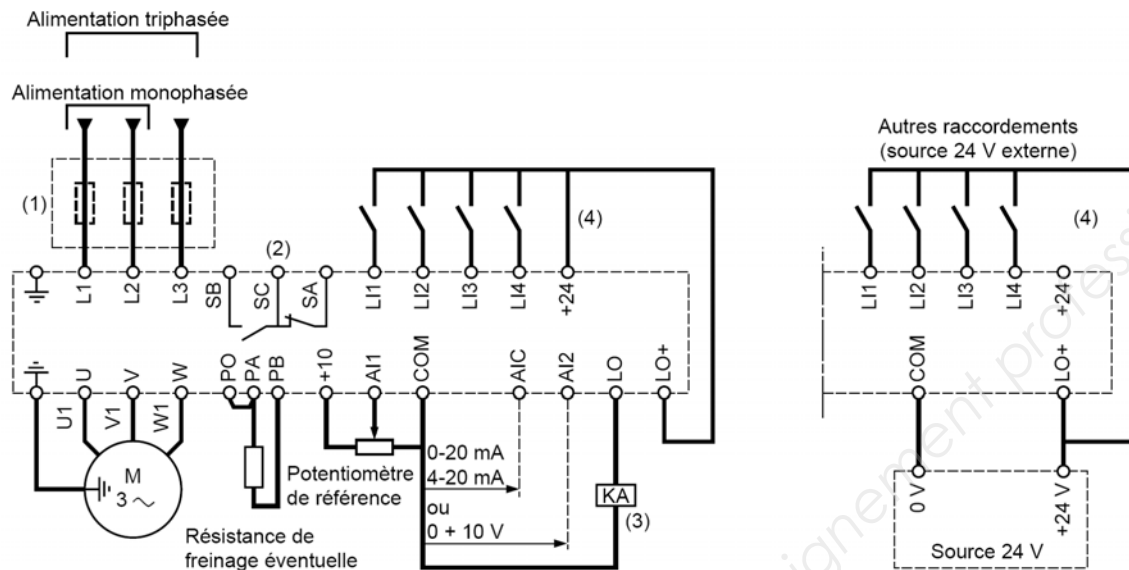 Alimentation triphasée
Alimentation monophasée
(1)
(2)
(4)
L1
L2
L3
SB
SC
SA
LI1
LI2
LI3
LI4
+24
U
V
W
PO
PA
PB
+10
AI1
COM
AIC
AI2
LO
LO+
U1
V1
W1
M
3
Potentiomètre
de référence
0-20 mA
4-20 mA
ou
0 + 10 V
KA
(3)
Résistance de
freinage éventuelle
Autres raccordements
(source 24 V externe)
(4)
LI1
LI2
LI3
LI4
+24
COM
LO+
0 V
+24 V
Source 24 V
ignement profess